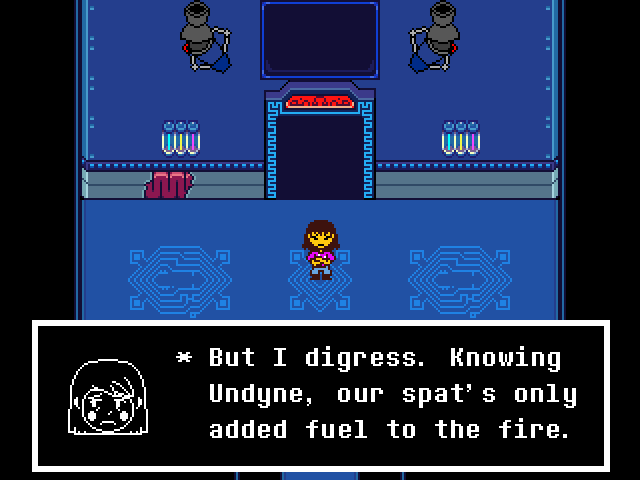 * But I digress. Knowing
Undyne, our spat's only
added fuel to the fire.